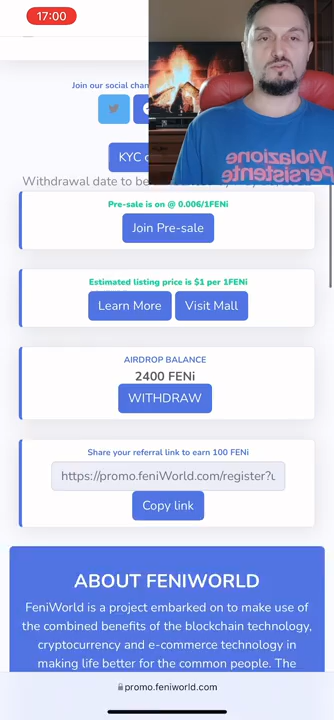 17:00
Join our social chan
KYC
Withdrawal date to be
Pre-sale is on @ 0.006/1FENi
Join Pre-sale
Estimated listing price is $1 per 1FENi
Learn More
Visit Mall
AIRDROP BALANCE
2400 FENi
WITHDRAW
Share your referral link to earn 100 FENi
https://promo.feniWorld.com/register?u
Copy link
ABOUT FENIWORLD
FeniWorld is a project embarked on to make use of
the combined benefits of the blockchain technology,
cryptocurrency and e-commerce technology in
making life better for the common people. The
promo.feniworld.com
Violazione
Persistente